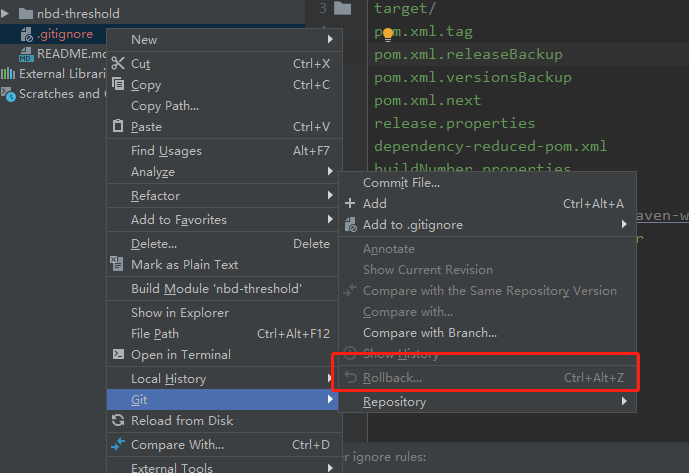 nbd-threshold
.gitignore
README.mc
External Librari
Scratches and C
3
target/
pom.xml.tag
pom.xml.releaseBackup
pom.xml.versionsBackup
pom.xml.next
release.properties
dependency-reduced-pom.xml
buildNumber.properties
aven-w
r
r ignore rules:
New
Cut Ctrl+X
Copy Ctrl+C
Copy Path...
Paste Ctrl+V
Find Usages Alt+F7
Analyze
Refactor
Add to Favorites
Delete... Delete
Mark as Plain Text
Build Module 'nbd-threshold'
Show in Explorer
File Path Ctrl+Alt+F12
Open in Terminal
Local History
Git
Reload from Disk
Compare With... Ctrl+D
External Tools
Commit File...
Add Ctrl+Alt+A
Add to .gitignore
Annotate
Show Current Revision
Compare with the Same Repository Version
Compare with...
Compare with Branch...
Show History
Rollback... Ctrl+Alt+Z
Repository